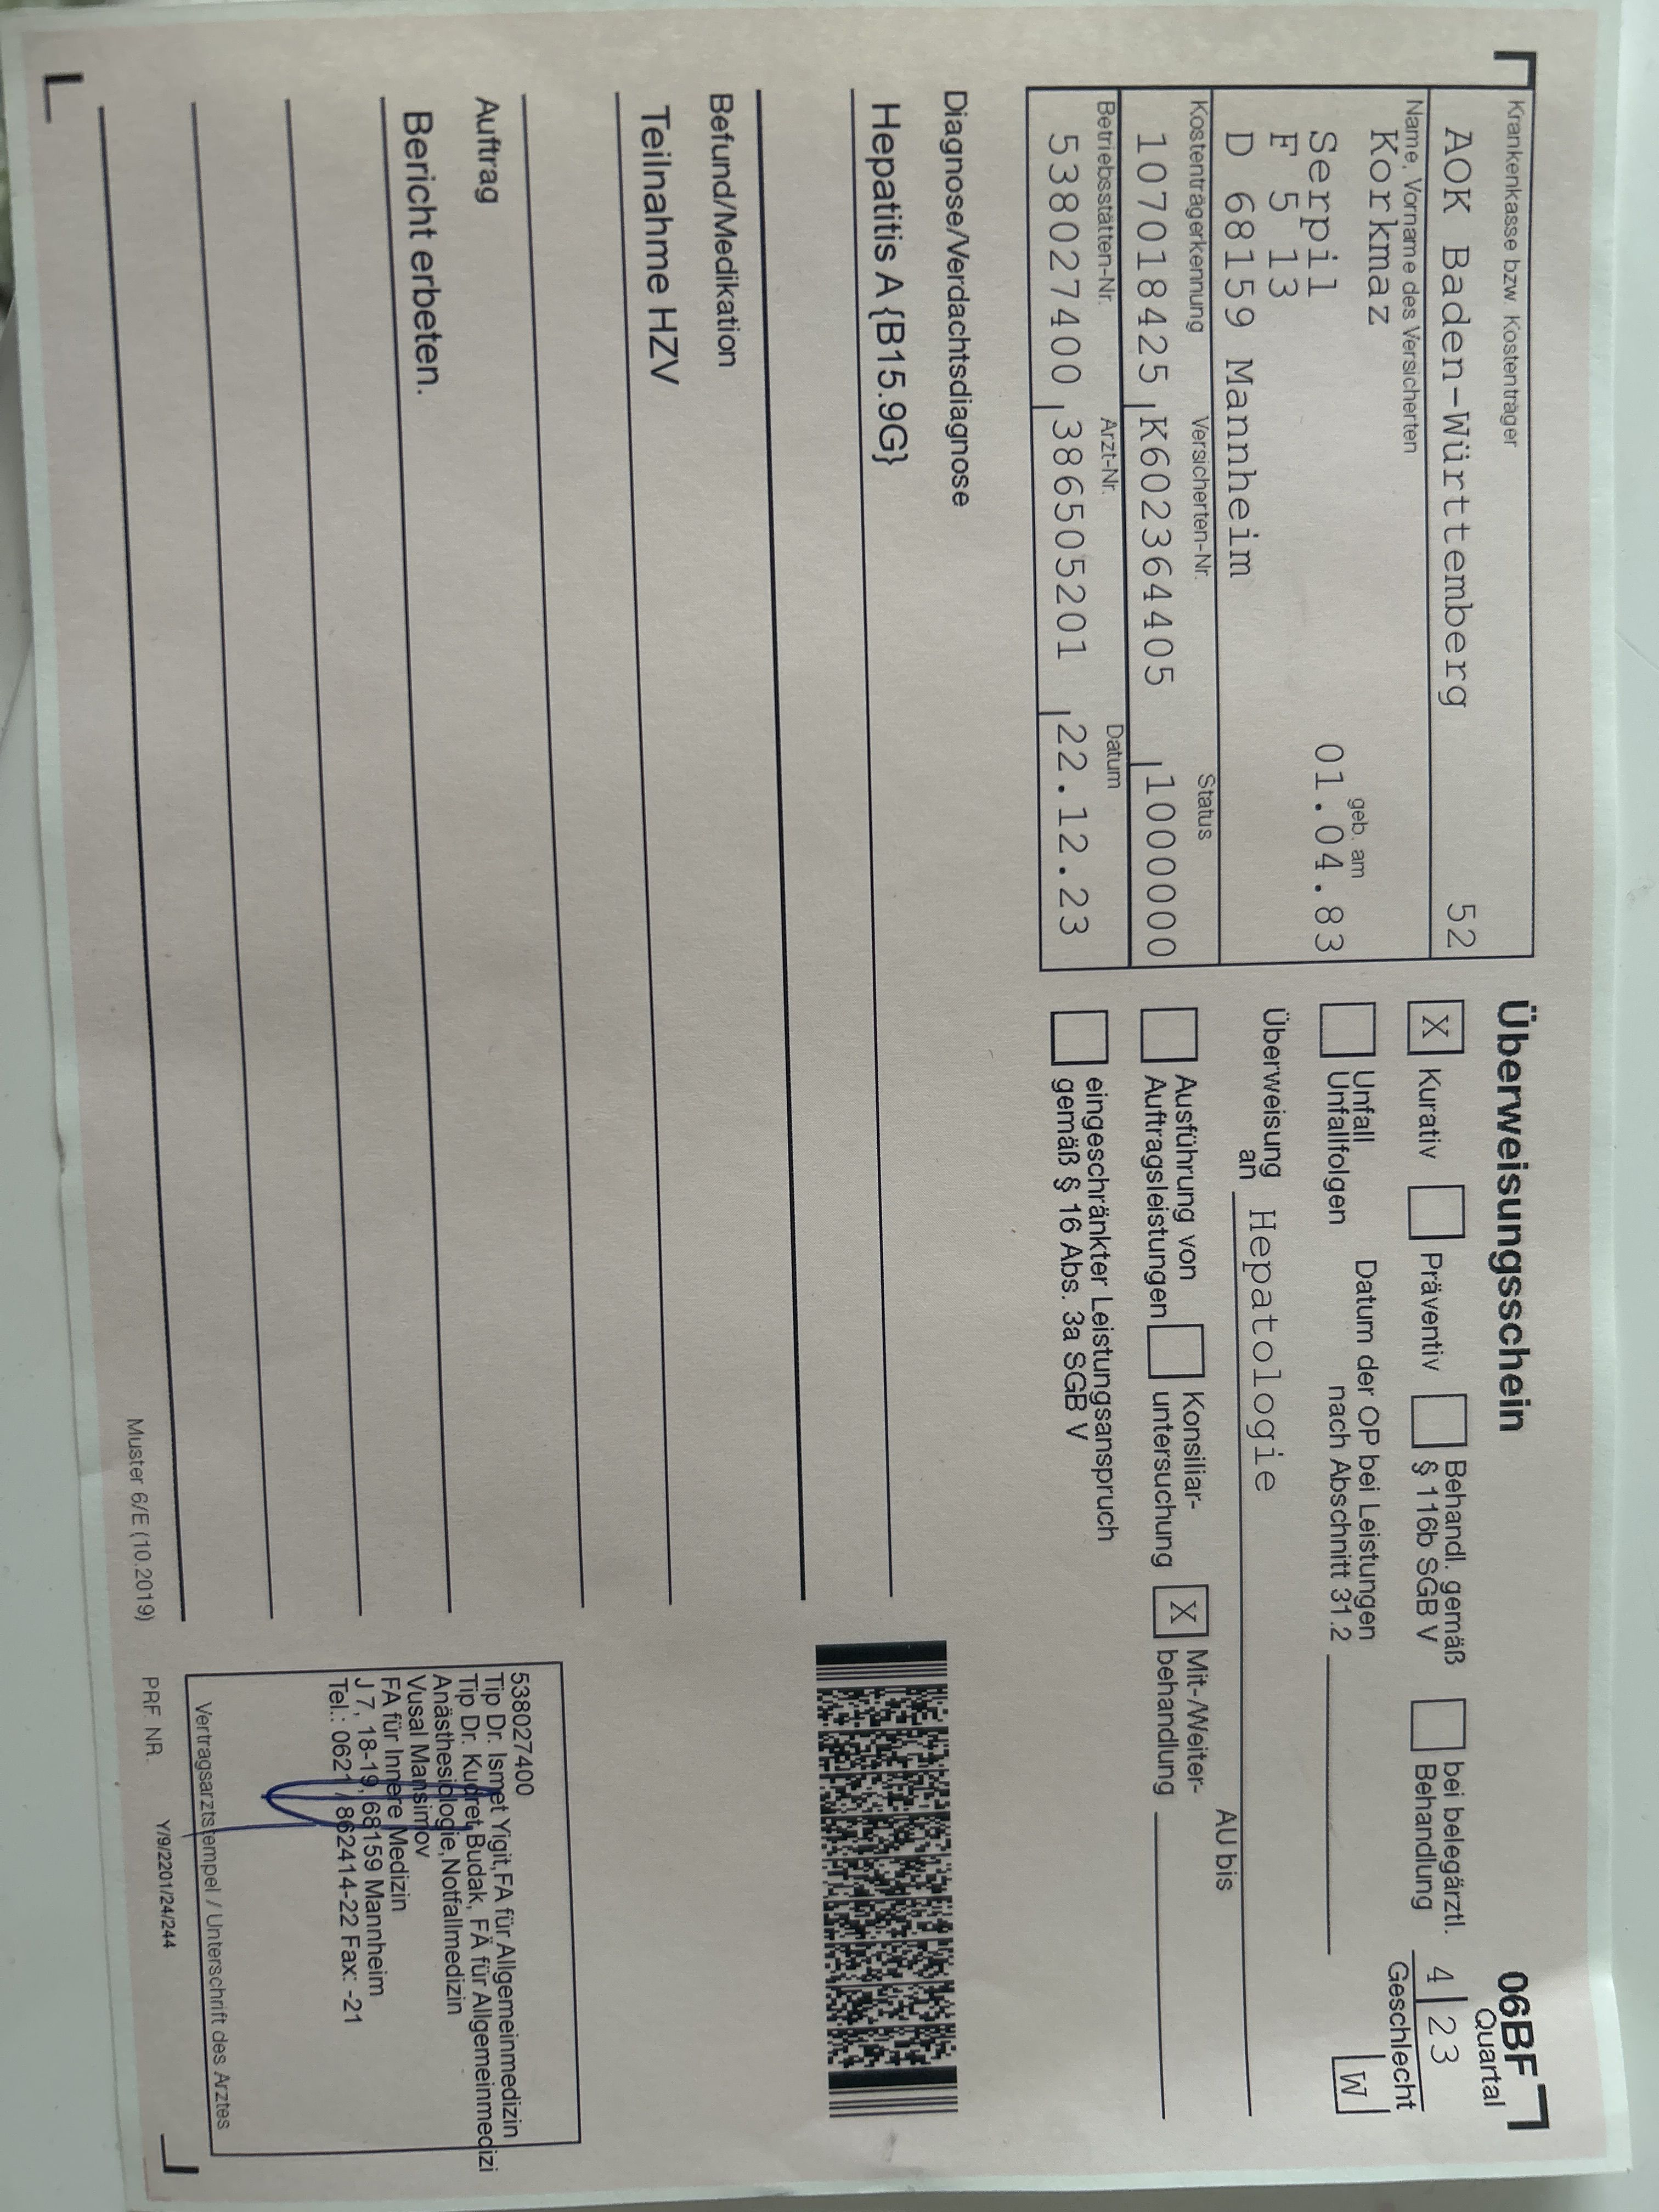 Krankenkasse bzw. Kostenträger
AOK Baden-Württemberg 52
Name, Vorname des Versicherten
Korkmaz
geb. am
Serpil 01.04.83
F 5 13
D 68159 Mannheim
Kostenträgerkennung Versicherten-Nr. Status
107018425 K602364405 1000000
Betriebsstätten-Nr. Arzt-Nr. Datum
538027400 386505201 22.12.23
Überweisungsschein
06BF
Quartal
4 23
X Kurativ
Präventiv
Behandl. gemäß
§ 116b SGB V
bei belegärztl.
Behandlung
Geschlecht
W
Unfall
Unfallfolgen
Datum der OP bei Leistungen
nach Abschnitt 31.2
Überweisung
an Hepatologie
AU bis
Ausführung von
Auftragsleistungen
Konsiliar-
untersuchung
X Mit-/Weiter-
behandlung
eingeschränkter Leistungsanspruch
gemäß § 16 Abs. 3a SGB V
Diagnose/Verdachtsdiagnose
Hepatitis A {B15.9G}
Befund/Medikation
Teilnahme HZV
Auftrag
Bericht erbeten.
538027400
Tip Dr. Ismet Yigit,FA für Allgemeinmedizin
Tip Dr. Kudret Budak, FÄ für Allgemeinmedizi
Anästhesiologie,Notfallmedizin
Vusal Mansimov
FA für Innere Medizin
J 7, 18-19,68159 Mannheim
Tel.: 0621 / 862414-22 Fax: -21
Vertragsarztstempel / Unterschrift des Arztes
Muster 6/E (10.2019)
PRF. NR. Y/9/2201/24/244